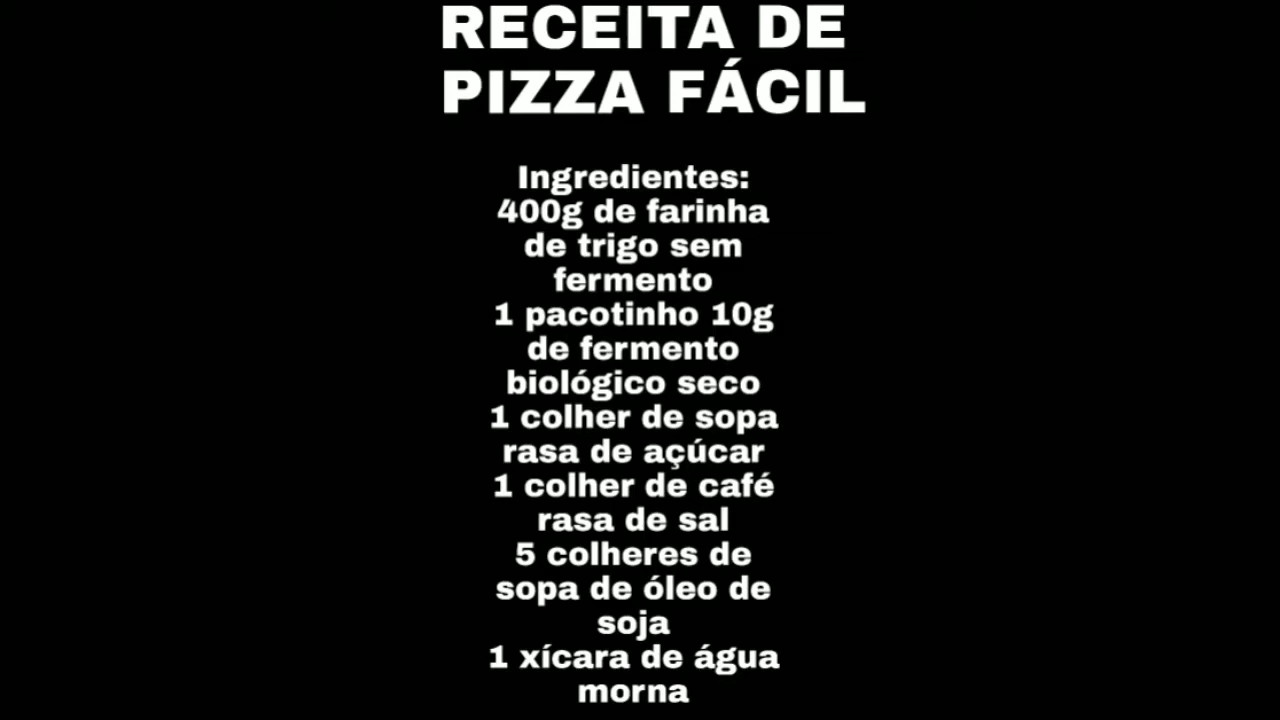 RECEITA DE
PIZZA FÁCIL
Ingredientes:
400g de farinha
de trigo sem
fermento
1 pacotinho 10g
de fermento
biológico seco
1 colher de sopa
rasa de açúcar
1 colher de café
rasa de sal
5 colheres de
sopa de óleo de
soja
1 xícara de água
morna